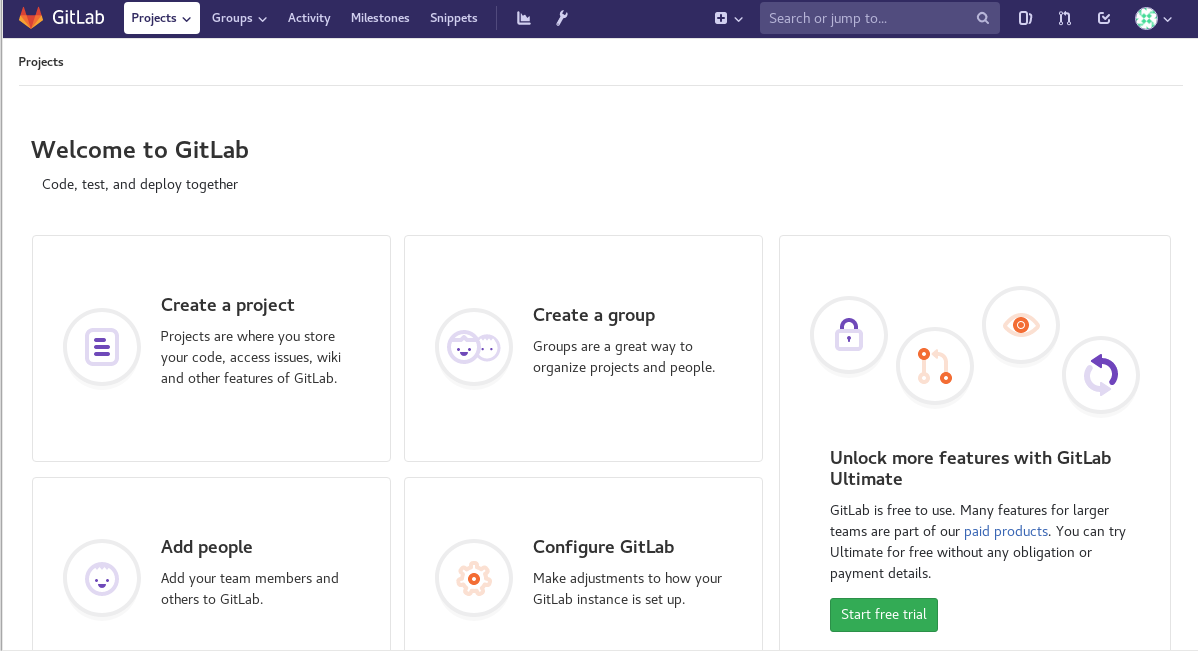 GitLab Projects Groups Activity Milestones Snippets Search or jump to...
Projects
Welcome to GitLab
Code, test, and deploy together
Create a project
Projects are where you store
your code, access issues, wiki
and other features of GitLab.
Create a group
Groups are a great way to
organize projects and people.
Add people
Add your team members and
others to GitLab.
Configure GitLab
Make adjustments to how your
GitLab instance is set up.
Unlock more features with GitLab
Ultimate
GitLab is free to use. Many features for larger
teams are part of our paid products. You can try
Ultimate for free without any obligation or
payment details.
Start free trial